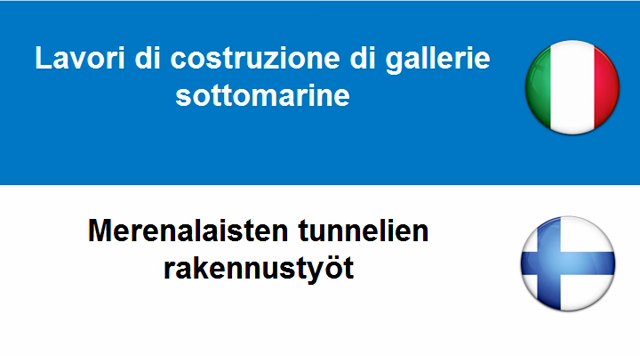 Lavori di costruzione di gallerie
sottomarine
Merenalaisten tunnelien
rakennustyöt